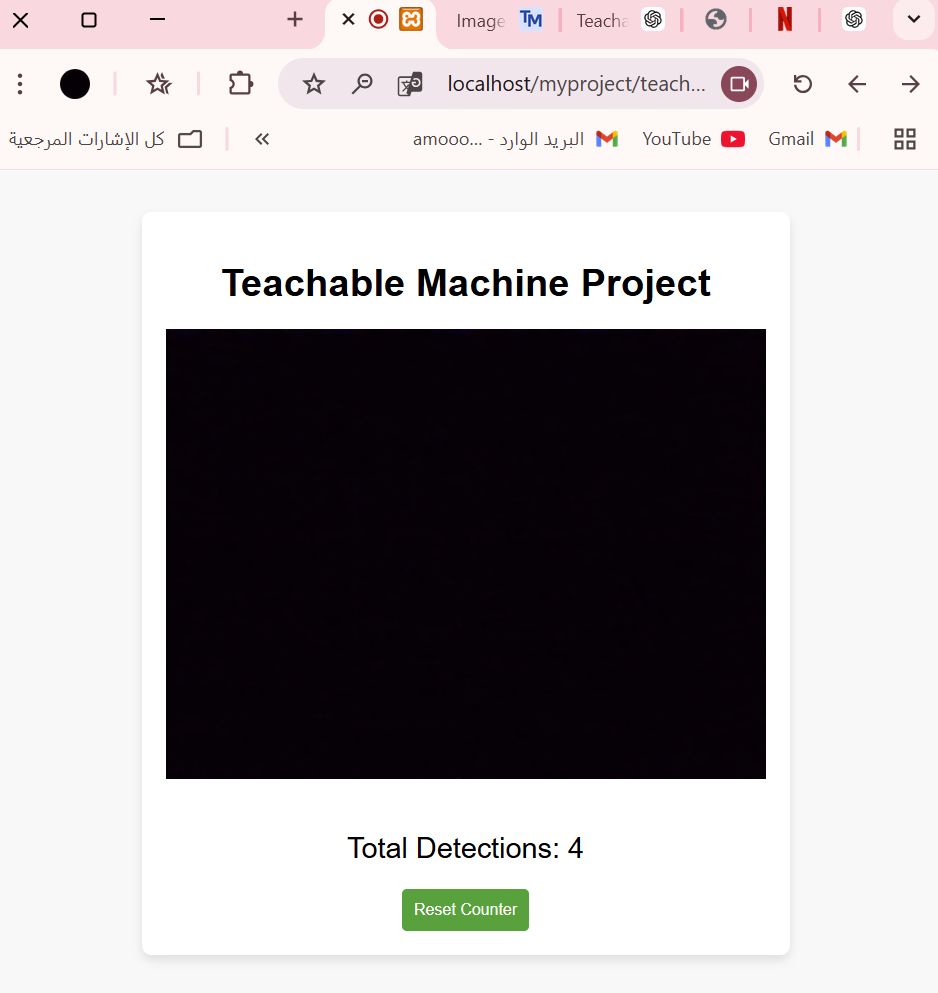 Image
TM
Teacha
localhost/myproject/teach...
كل الإشارات المرجعية
البريد الوارد - amooo...
YouTube
Gmail
Teachable Machine Project
Total Detections: 4
Reset Counter